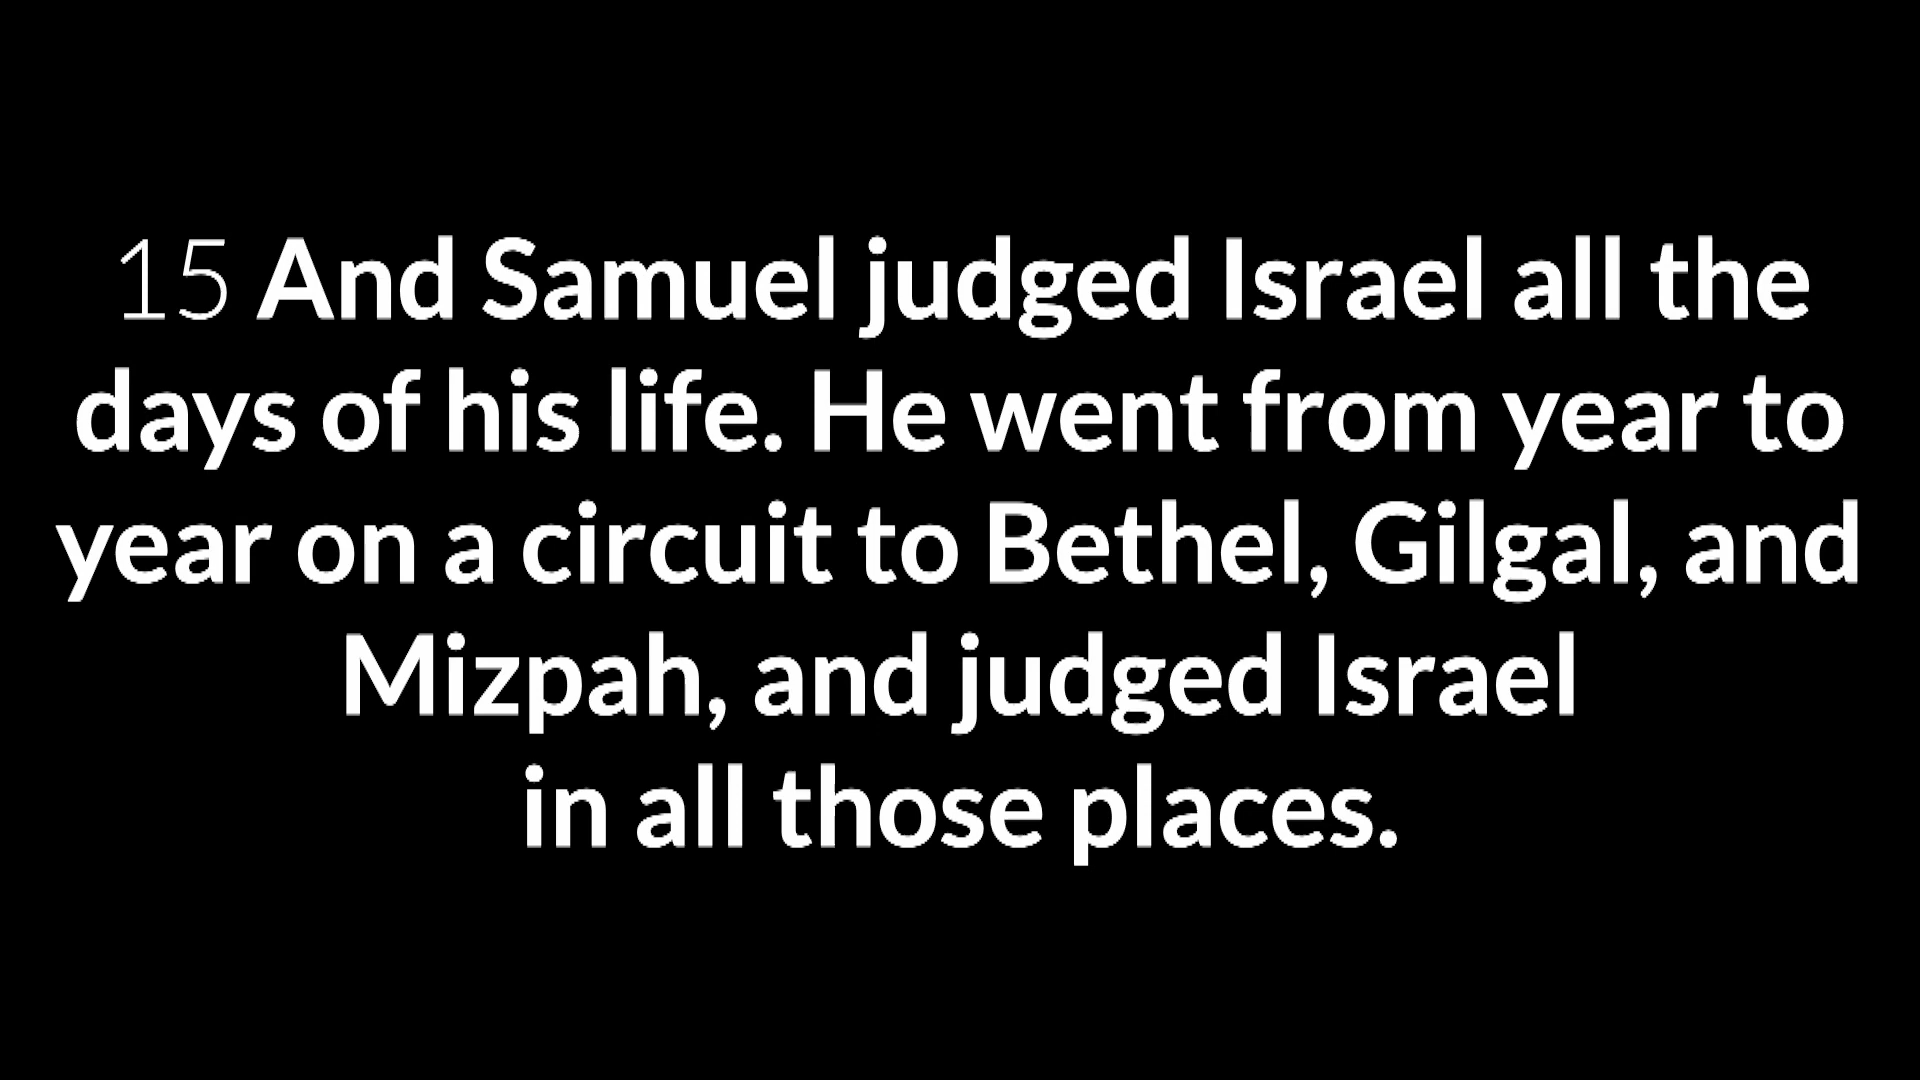 15 And Samuel judged Israel all the
days of his life. He went from year to
year on a circuit to Bethel, Gilgal, and
Mizpah, and judged Israel
in all those places.